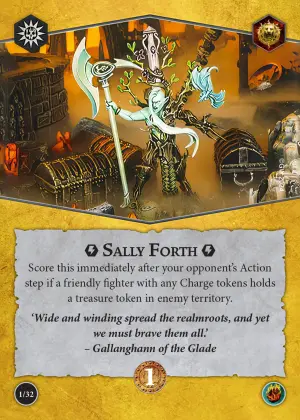 Sally Forth
Score this immediately after your opponent's Action
step if a friendly fighter with any Charge tokens holds
a treasure token in enemy territory.
'Wide and winding spread the realmroots, and yet
we must brave them all.'
– Gallanghann of the Glade
1/32
1